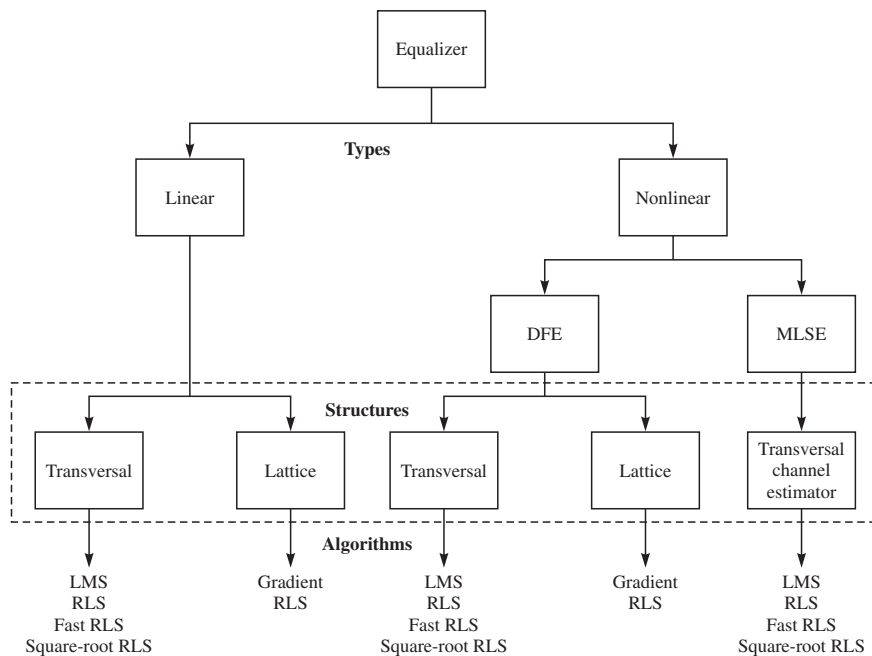 Equalizer
Types
Linear
Nonlinear
DFE
MLSE
Structures
Transversal
Lattice
Transversal
Lattice
Transversal
channel
estimator
Algorithms
LMS
RLS
Fast RLS
Square-root RLS
Gradient
RLS
LMS
RLS
Fast RLS
Square-root RLS
Gradient
RLS
LMS
RLS
Fast RLS
Square-root RLS